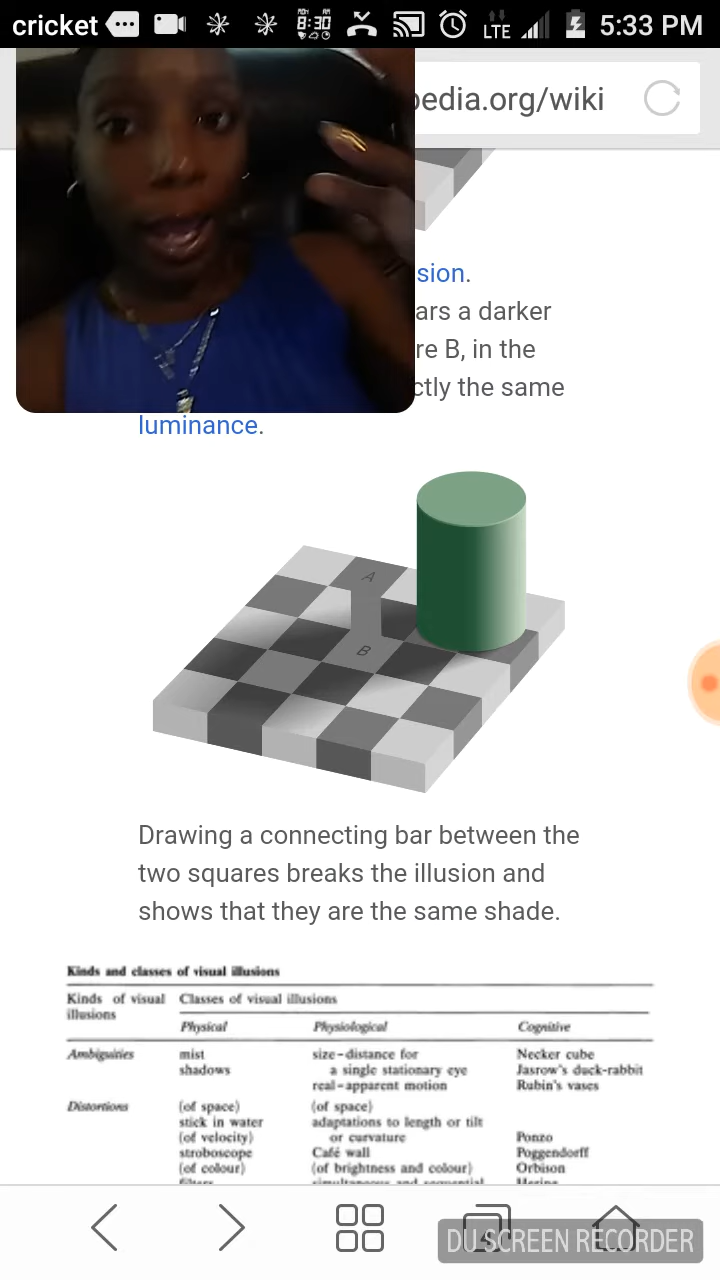 cricket 8:30 LTE 5:33 PM
pedia.org/wiki
sion.
ars a darker
re B, in the
ctly the same
luminance.
A
B
Drawing a connecting bar between the
two squares breaks the illusion and
shows that they are the same shade.
Kinds and classes of visual illusions
Kinds of visual Classes of visual illusions
illusions
Physical Physiological Cognitive
Ambiguities mist size-distance for Necker cube
shadows a single stationary eye Jasrow's duck-rabbit
real-apparent motion Rubin's vases
Distortions (of space) (of space)
stick in water adaptations to length or tilt
(of velocity) or curvature Ponzo
stroboscope Café wall Poggendorff
(of colour) (of brightness and colour) Orbison
DU SCREEN RECORDER